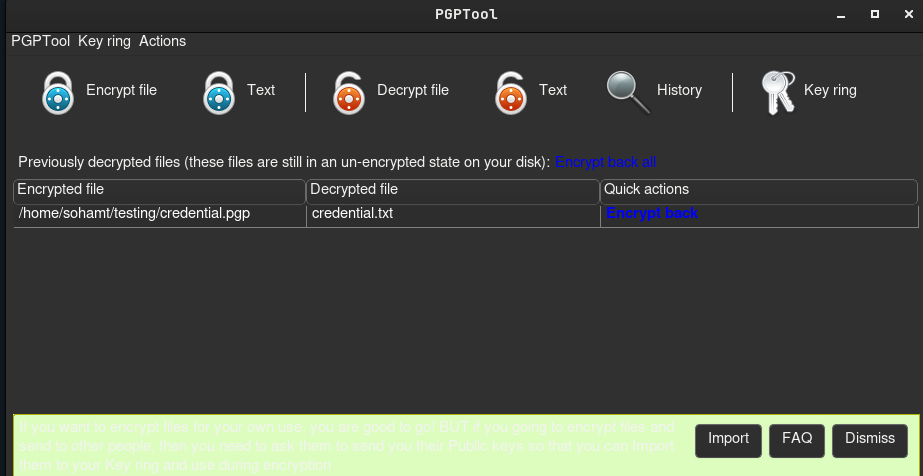 PGPTool
PGPTool Key ring Actions
Encrypt file Text Decrypt file Text History Key ring
Previously decrypted files (these files are still in an un-encrypted state on your disk): Encrypt back all
Encrypted file Decrypted file Quick actions
/home/sohamt/testing/credential.pgp credential.txt Encrypt back
If you want to encrypt files for your own use, you are good to go! BUT if you going to encrypt files and
send to other people, then you need to ask them to send you their Public keys so that you can Import
them to your Key ring and use during encryption
Import FAQ Dismiss